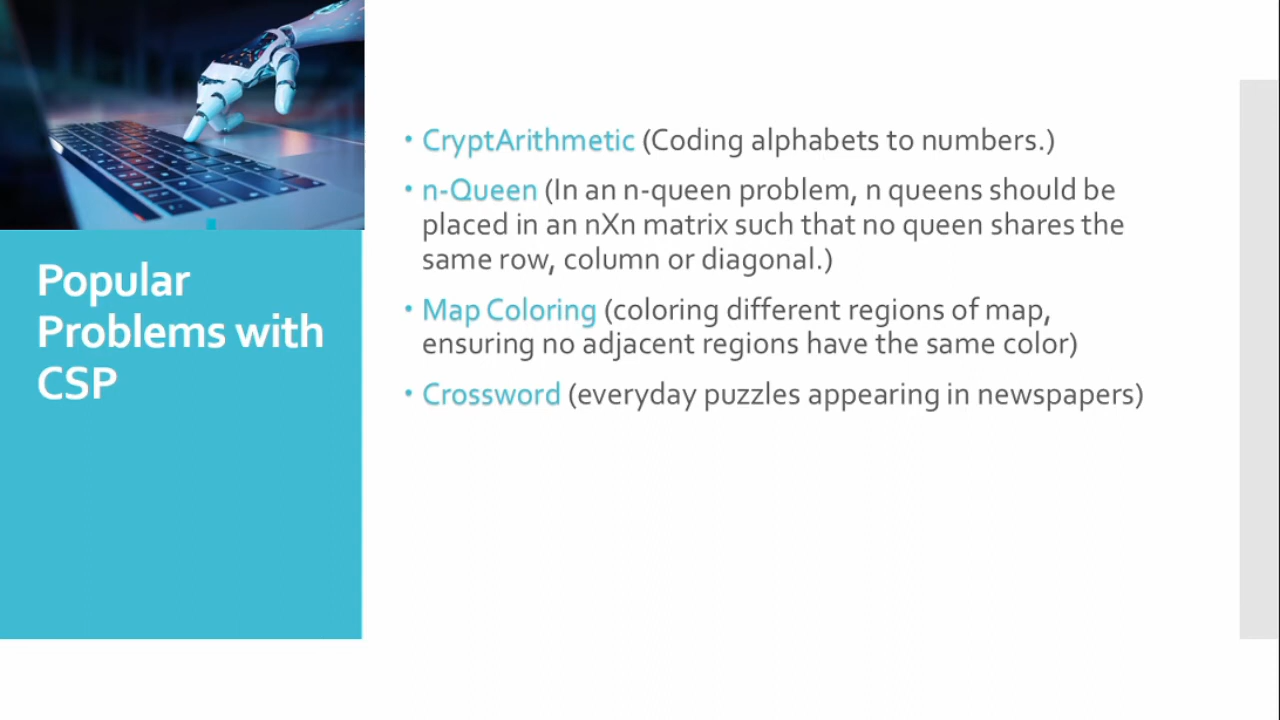 Popular
Problems with
CSP
• CryptArithmetic (Coding alphabets to numbers.)
• n-Queen (In an n-queen problem, n queens should be
placed in an nXn matrix such that no queen shares the
same row, column or diagonal.)
• Map Coloring (coloring different regions of map,
ensuring no adjacent regions have the same color)
• Crossword (everyday puzzles appearing in newspapers)